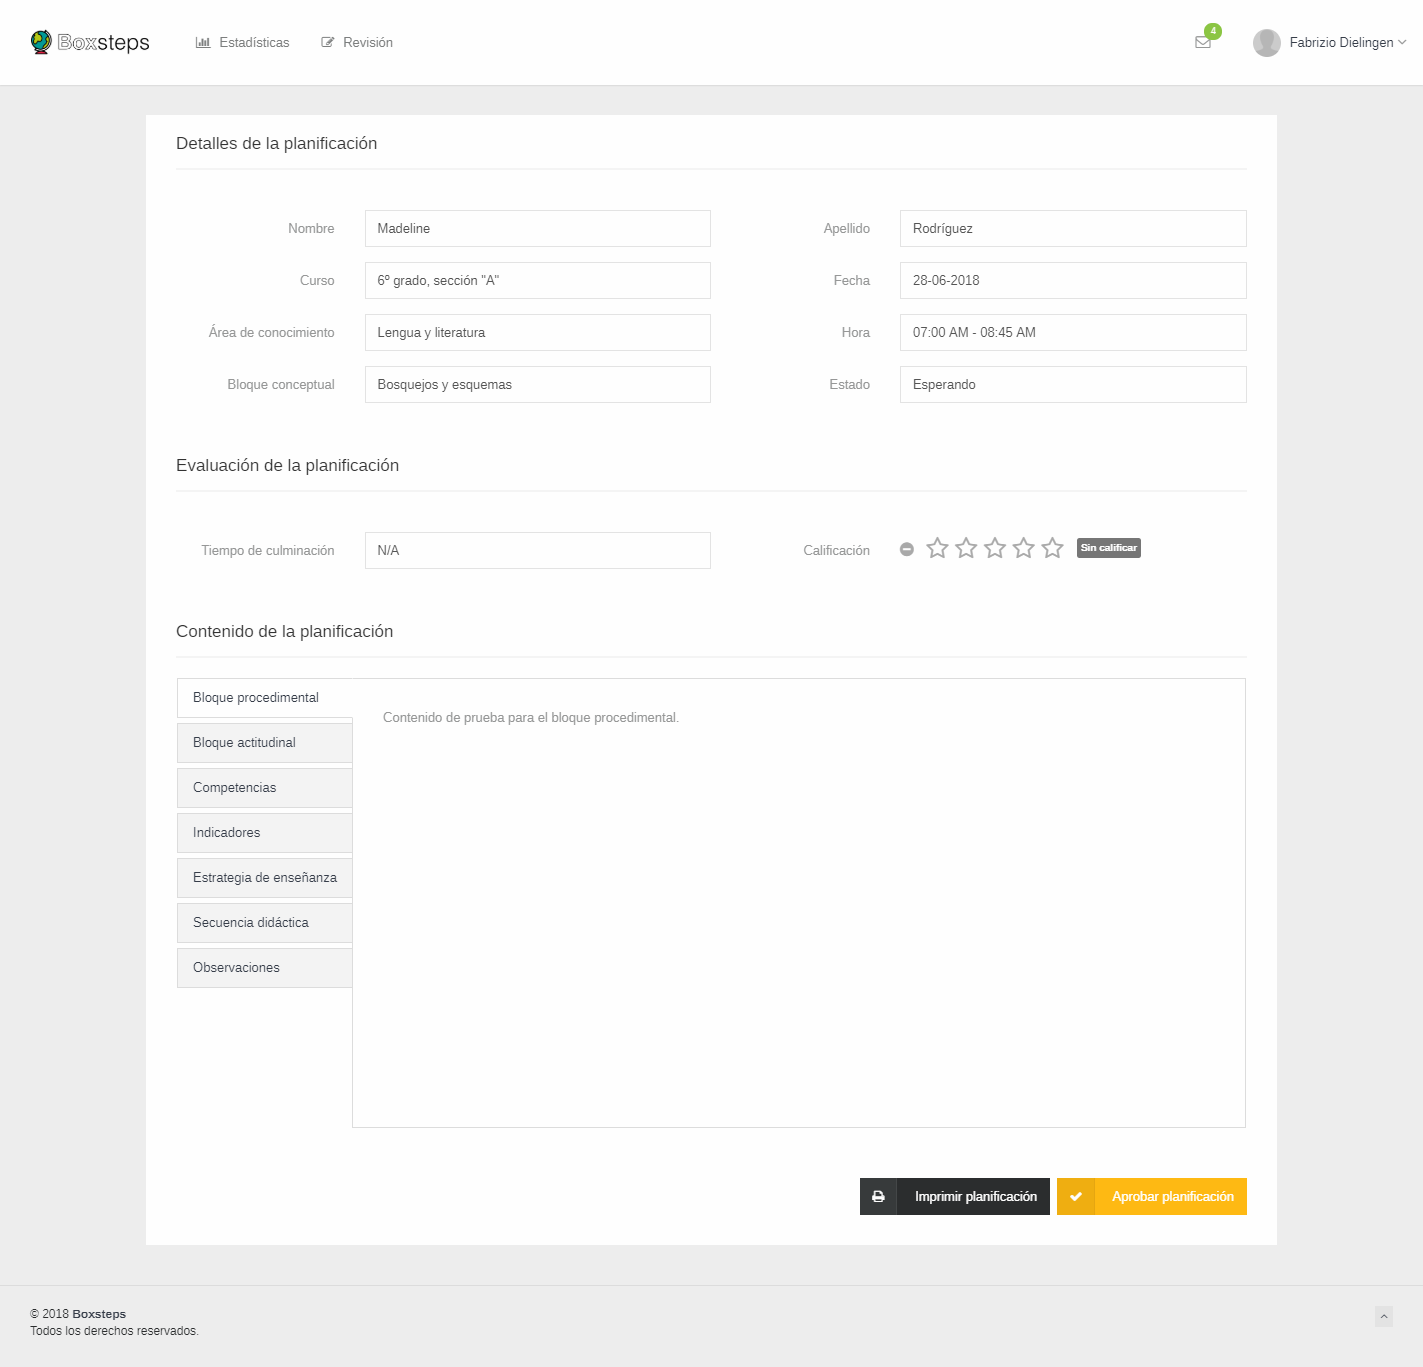 Boxsteps
Estadísticas
Revisión
4
Fabrizio Dielingen
Detalles de la planificación
Nombre
Madeline
Apellido
Rodríguez
Curso
6º grado, sección "A"
Fecha
28-06-2018
Área de conocimiento
Lengua y literatura
Hora
07:00 AM - 08:45 AM
Bloque conceptual
Bosquejos y esquemas
Estado
Esperando
Evaluación de la planificación
Tiempo de culminación
N/A
Calificación
Sin calificar
Contenido de la planificación
Bloque procedimental
Bloque actitudinal
Competencias
Indicadores
Estrategia de enseñanza
Secuencia didáctica
Observaciones
Contenido de prueba para el bloque procedimental.
Imprimir planificación
Aprobar planificación
© 2018 Boxsteps
Todos los derechos reservados.